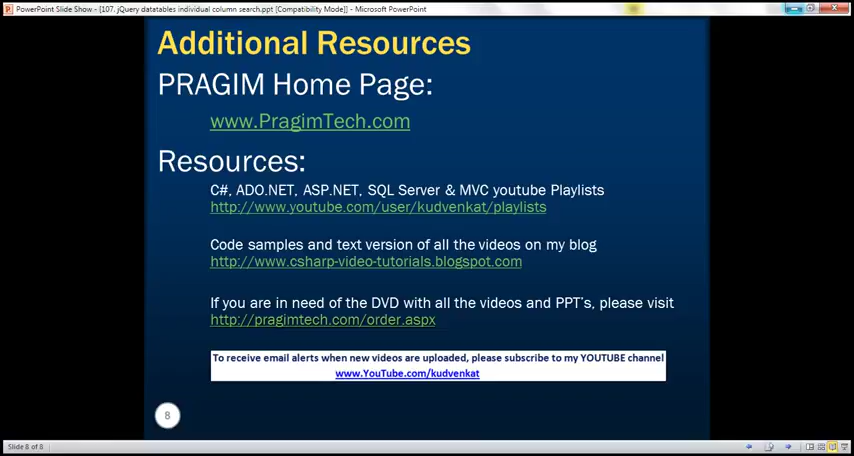 PowerPoint Slide Show - [107. jQuery datatables individual column search.ppt [Compatibility Mode]] - Microsoft PowerPoint
Additional Resources
PRAGIM Home Page:
www.PragimTech.com
Resources:
C#, ADO.NET, ASP.NET, SQL Server & MVC youtube Playlists
http://www.youtube.com/user/kudvenkat/playlists
Code samples and text version of all the videos on my blog
http://www.csharp-video-tutorials.blogspot.com
If you are in need of the DVD with all the videos and PPT's, please visit
http://pragimtech.com/order.aspx
To receive email alerts when new videos are uploaded, please subscribe to my YOUTUBE channel
www.YouTube.com/kudvenkat
8
Slide 8 of 8